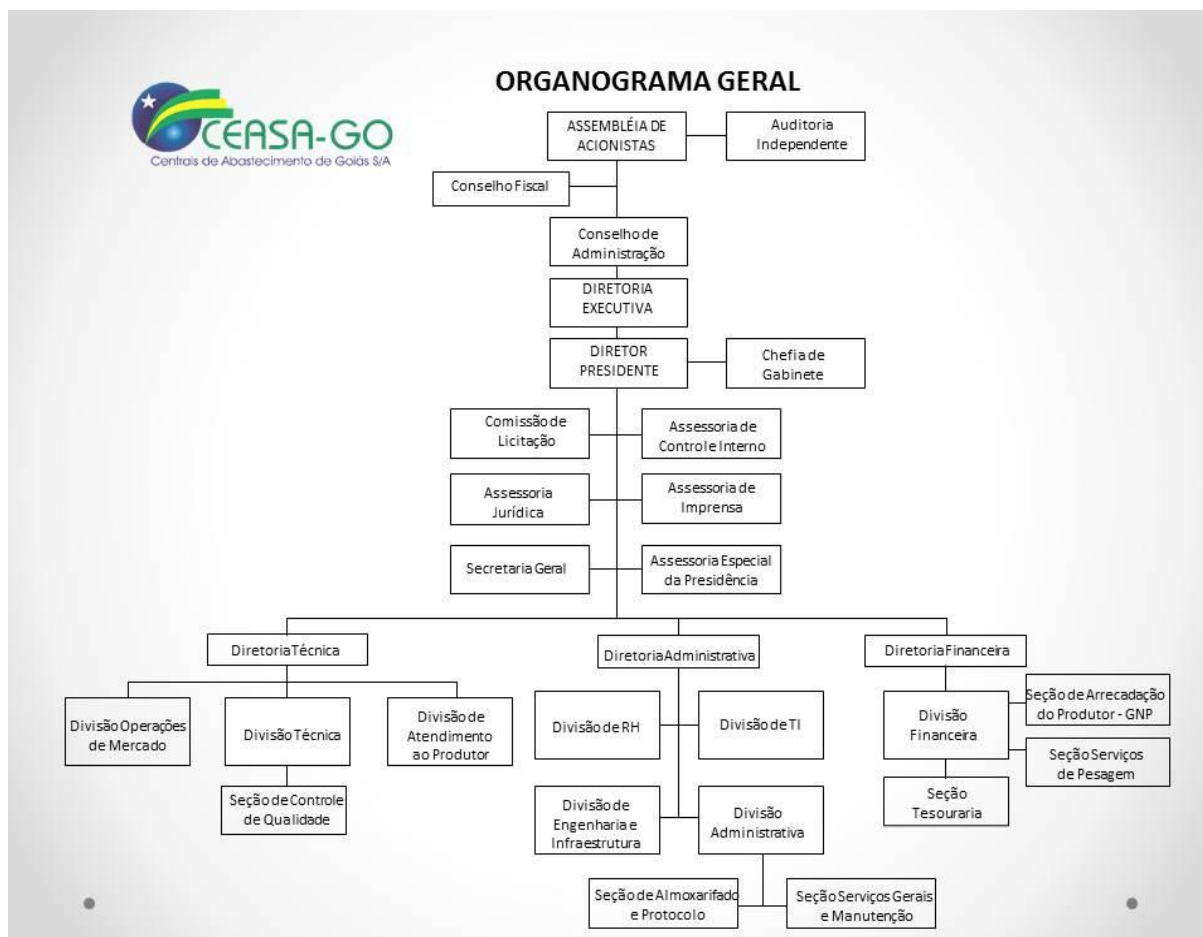 ORGANOGRAMA GERAL
CEASA-GO
Centrais de Abastecimento de Goiás S/A
ASSEMBLÉIA DE
ACIONISTAS
Auditoria
Independente
Conselho Fiscal
Conselho de
Administração
DIRETORIA
EXECUTIVA
DIRETOR
PRESIDENTE
Chefia de
Gabinete
Comissão de
Licitação
Assessoria de
Controle Interno
Assessoria
Jurídica
Assessoria de
Imprensa
Secretaria Geral
Assessoria Especial
da Presidência
Diretoria Técnica
Diretoria Administrativa
Diretoria Financeira
Divisão Operações
de Mercado
Divisão Técnica
Divisão de
Atendimento
ao Produtor
Seção de Controle
de Qualidade
Divisão de RH
Divisão de TI
Divisão de
Engenharia e
Infraestrutura
Divisão
Administrativa
Seção de Almoxarifado
e Protocolo
Seção Serviços Gerais
e Manutenção
Divisão
Financeira
Seção de Arrecadação
do Produtor - GNP
Seção Serviços
de Pesagem
Seção
Tesouraria